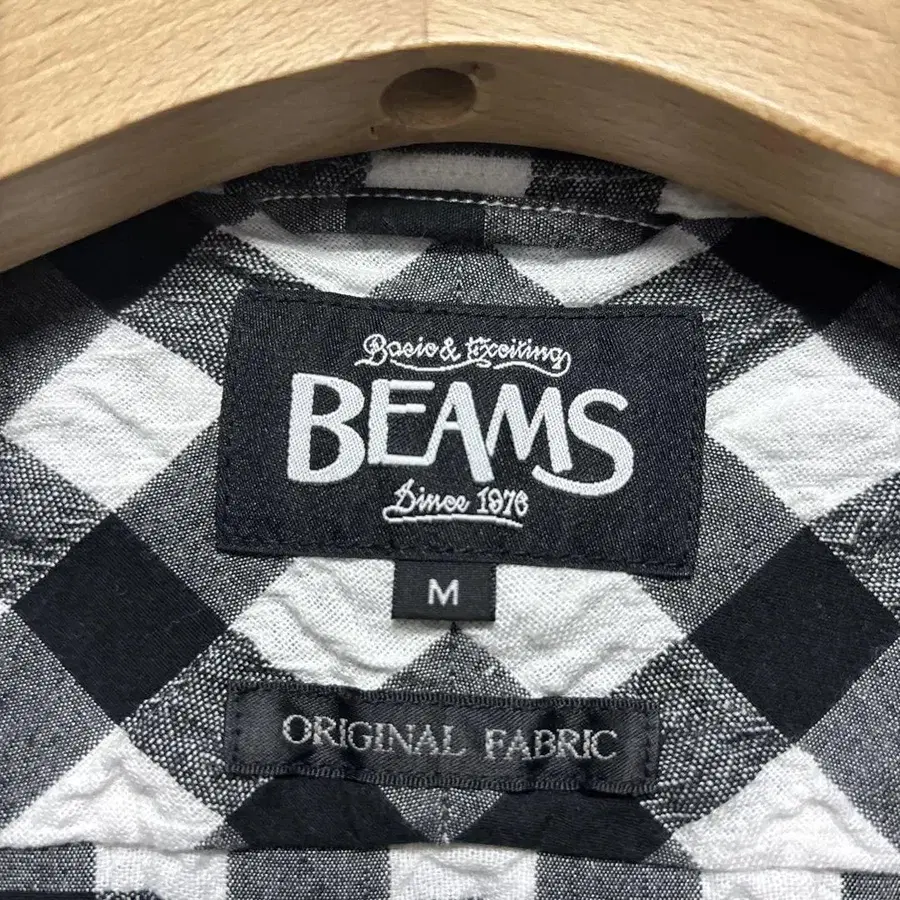 Basic & Exciting
BEAMS
Since 1976
M
ORIGINAL FABRIC